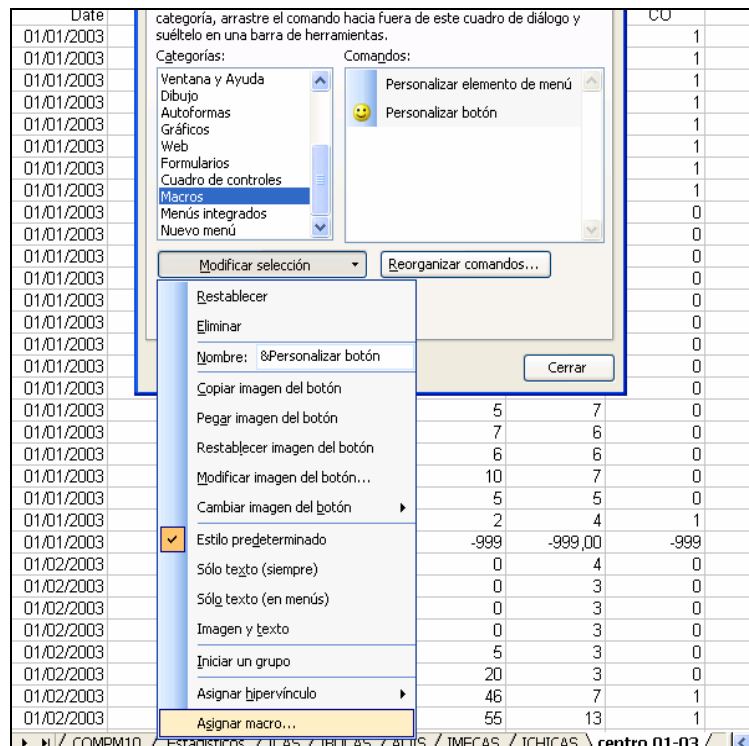 Date CO
01/01/2003 1
01/01/2003 1
01/01/2003 1
01/01/2003 1
01/01/2003 1
01/01/2003 1
01/01/2003 1
01/01/2003 1
01/01/2003 0
01/01/2003 0
01/01/2003 0
01/01/2003 0
01/01/2003 0
01/01/2003 0
01/01/2003 0
01/01/2003 0
01/01/2003 0
01/01/2003 5 7 0
01/01/2003 7 6 0
01/01/2003 6 6 0
01/01/2003 10 7 0
01/01/2003 5 5 0
01/01/2003 2 4 1
01/01/2003 -999 -999,00 -999
01/02/2003 0 4 0
01/02/2003 0 3 0
01/02/2003 0 3 0
01/02/2003 0 3 0
01/02/2003 5 3 0
01/02/2003 20 3 0
01/02/2003 46 7 1
01/02/2003 55 13 1
categoría, arrastre el comando hacia fuera de este cuadro de diálogo y
suéltelo en una barra de herramientas.
Categorías:
Ventana y Ayuda
Dibujo
Autoformas
Gráficos
Web
Formularios
Cuadro de controles
Macros
Menús integrados
Nuevo menú
Comandos:
Personalizar elemento de menú
Personalizar botón
Modificar selección
Reorganizar comandos...
Cerrar
Restablecer
Eliminar
Nombre: &Personalizar botón
Copiar imagen del botón
Pegar imagen del botón
Restablecer imagen del botón
Modificar imagen del botón...
Cambiar imagen del botón
Estilo predeterminado
Sólo texto (siempre)
Sólo texto (en menús)
Imagen y texto
Iniciar un grupo
Asignar hipervínculo
Asignar macro...
COMPM10 / Estadísticos / ICAS / IBUCAS / AQIS / IMECAS / ICHICAS \ centro 01-03 /